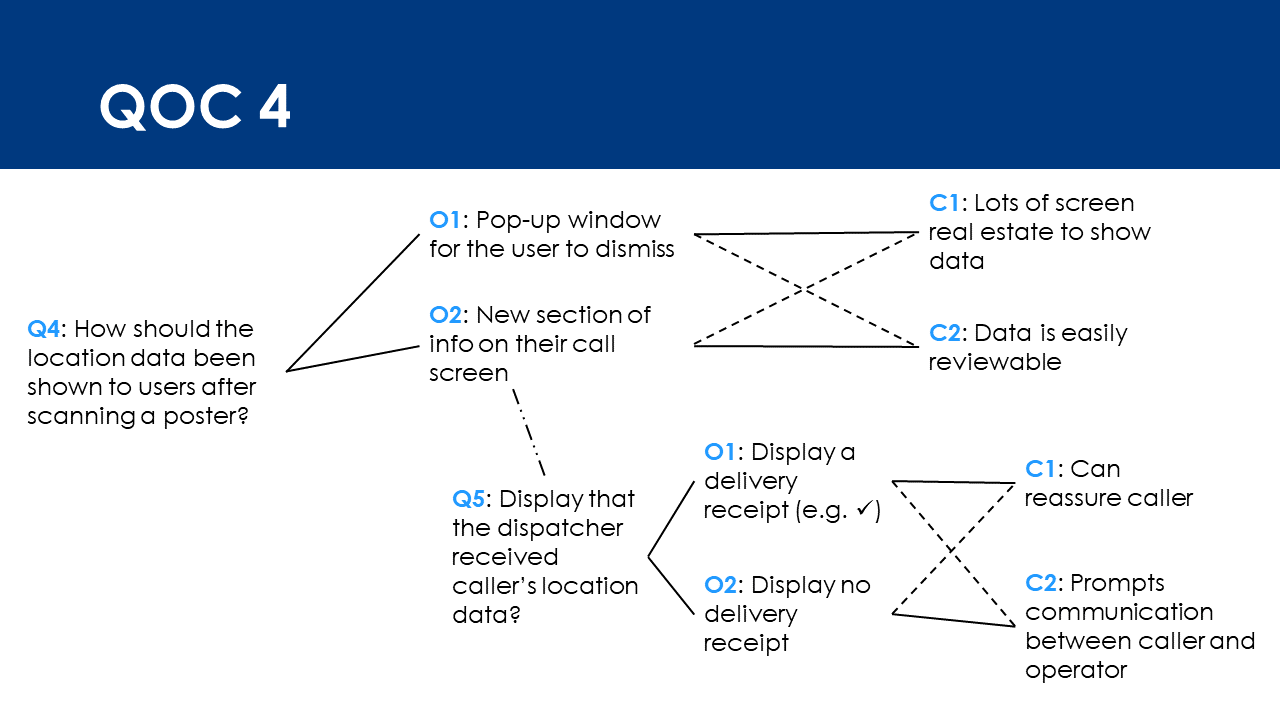 QOC 4
O1: Pop-up window
for the user to dismiss
C1: Lots of screen
real estate to show
data
Q4: How should the
location data been
shown to users after
scanning a poster?
O2: New section of
info on their call
screen
C2: Data is easily
reviewable
Q5: Display that
the dispatcher
received
caller’s location
data?
O1: Display a
delivery
receipt (e.g. ✓)
C1: Can
reassure caller
O2: Display no
delivery
receipt
C2: Prompts
communication
between caller and
operator